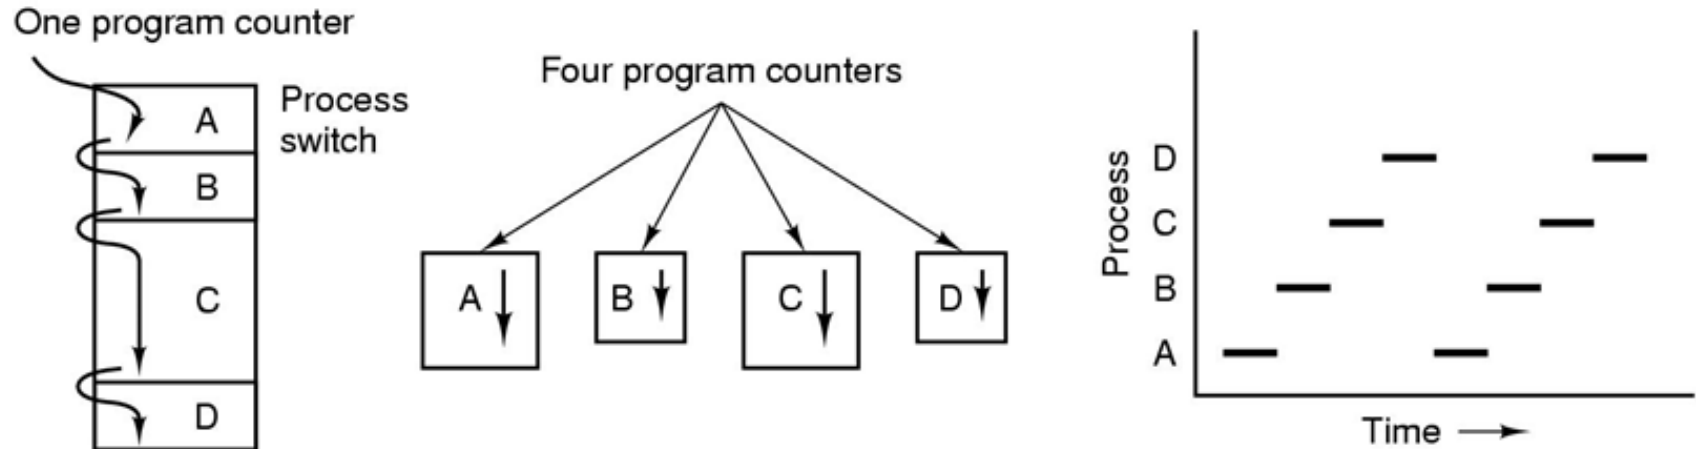 One program counter
A
Process
switch
B
C
D
Four program counters
A
B
C
D
Process
D
C
B
A
Time